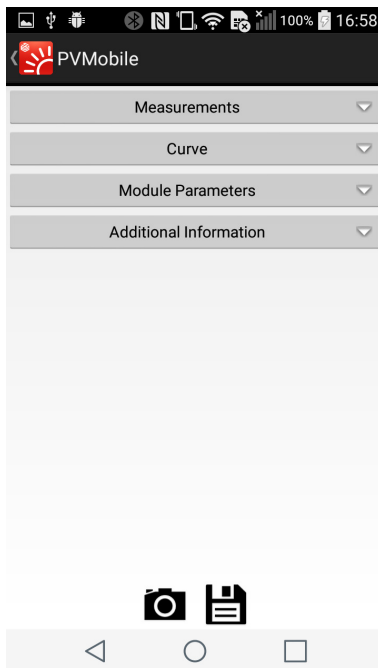 100% 16:58
PVMobile
Measurements
Curve
Module Parameters
Additional Information